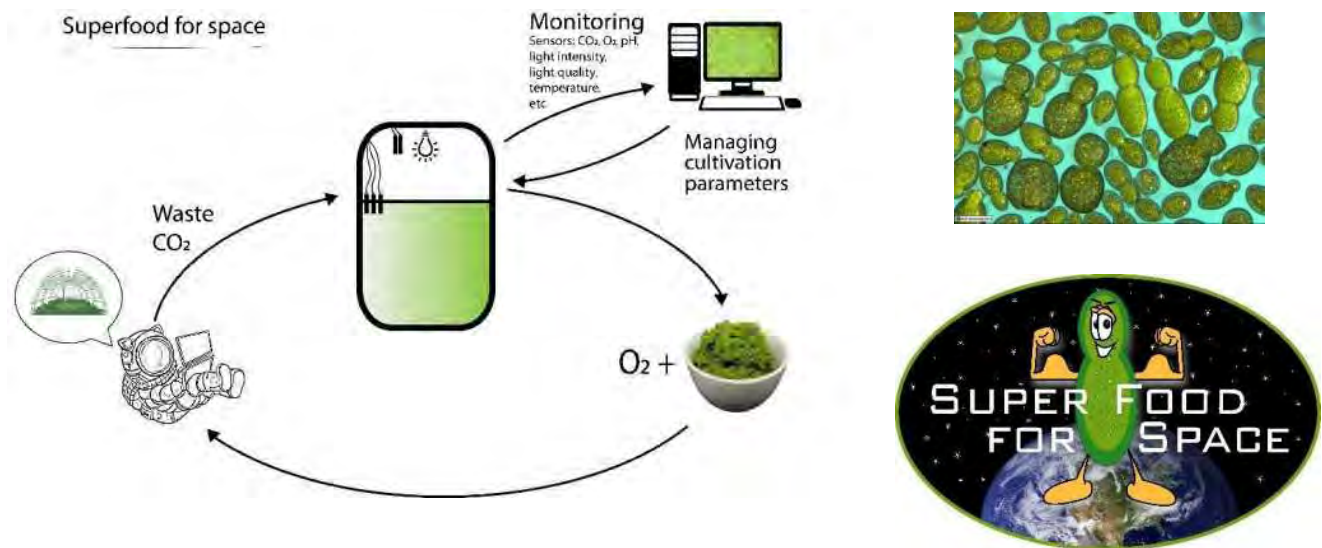 Superfood for space
Monitoring
Sensors: CO₂, O₂, pH,
light intensity,
light quality,
temperature,
etc
Managing
cultivation
parameters
Waste
CO₂
O₂ +
SUPER FOOD
FOR SPACE